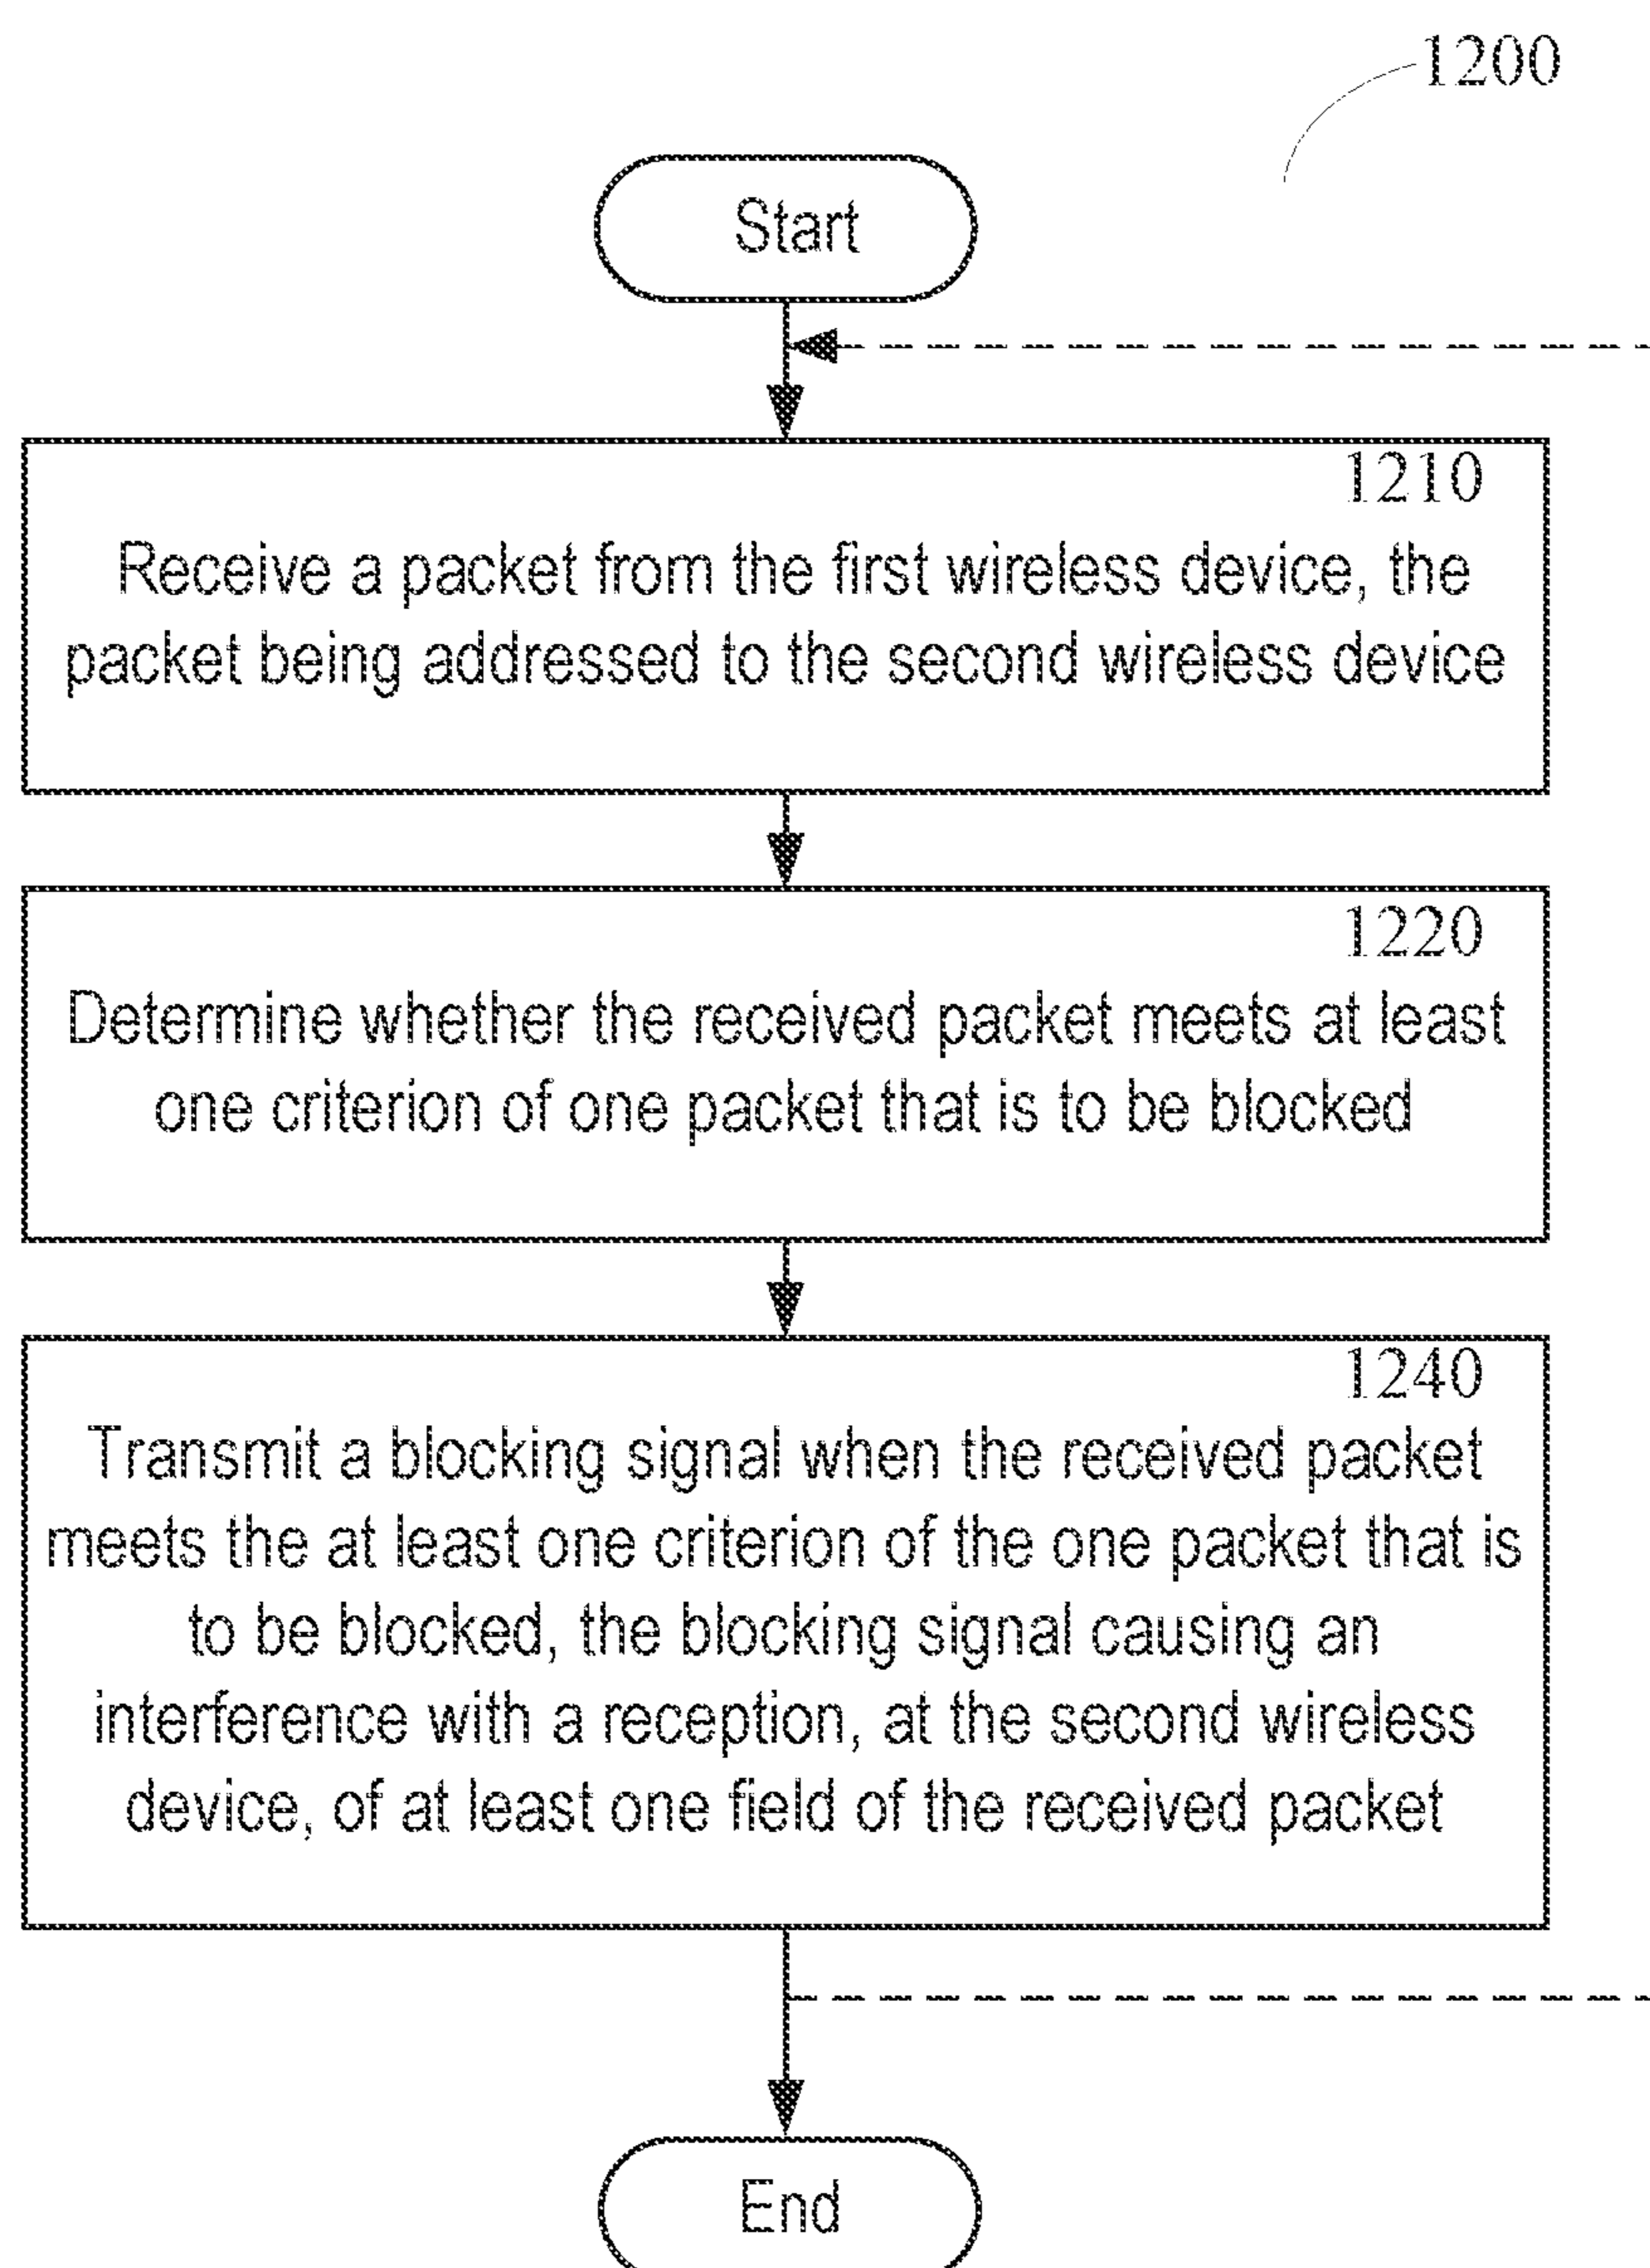 1200
Start
1210
Receive a packet from the first wireless device, the
packet being addressed to the second wireless device
1220
Determine whether the received packet meets at least
one criterion of one packet that is to be blocked
1240
Transmit a blocking signal when the received packet
meets the at least one criterion of the one packet that is
to be blocked, the blocking signal causing an
interference with a reception, at the second wireless
device, of at least one field of the received packet
End